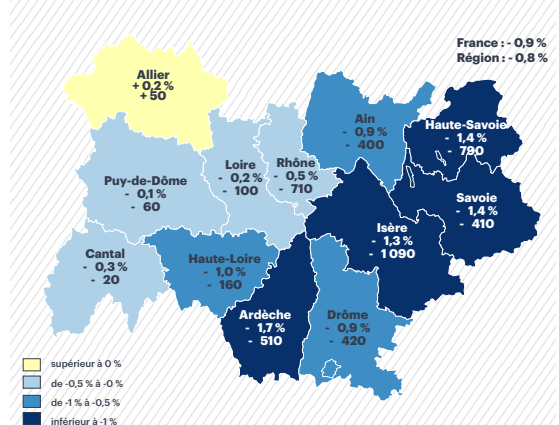 France : - 0,9 %
Région : - 0,8 %
Allier
+ 0,2 %
+ 50
Ain
- 0,9 %
- 400
Haute-Savoie
- 1,4 %
- 790
Loire
- 0,2 %
- 100
Rhône
- 0,5 %
- 710
Puy-de-Dôme
- 0,1 %
- 60
Savoie
- 1,4 %
- 410
Isère
- 1,3 %
- 1 090
Cantal
- 0,3 %
- 20
Haute-Loire
- 1,0 %
- 160
Ardèche
- 1,7 %
- 510
Drôme
- 0,9 %
- 420
supérieur à 0 %
de -0,5 % à -0 %
de -1 % à -0,5 %
inférieur à -1 %